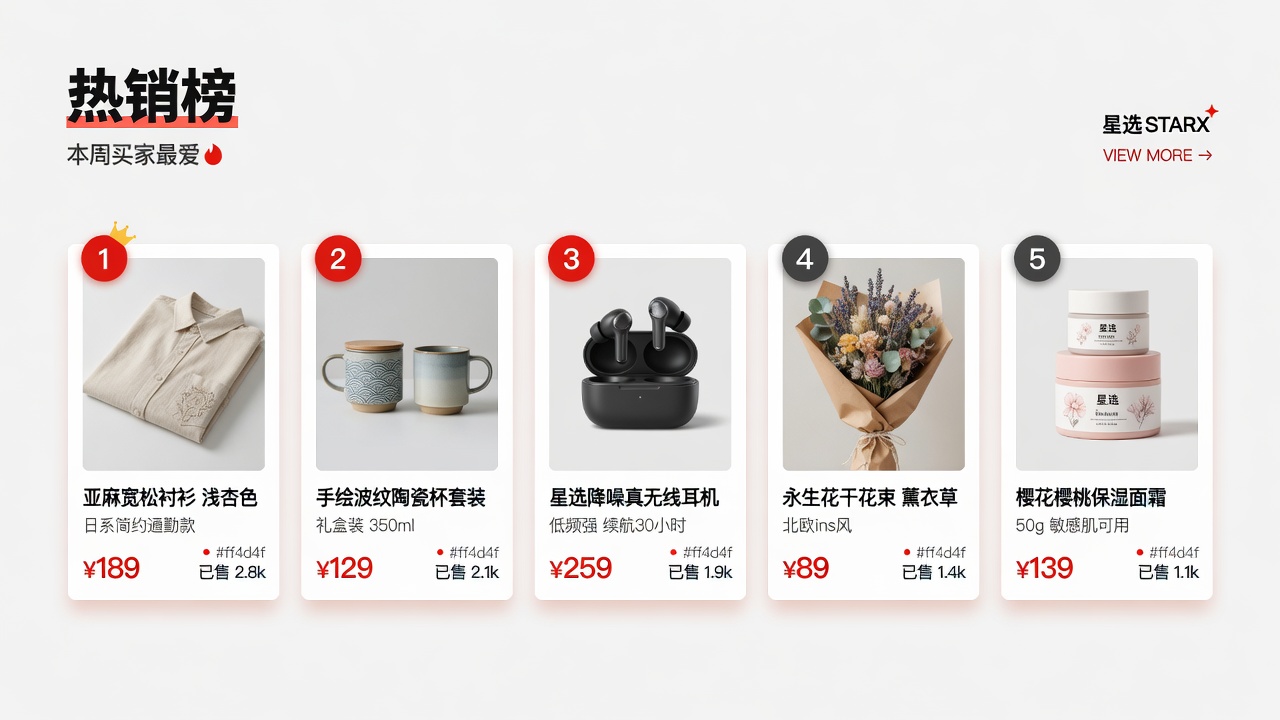 热销榜
本周买家最爱
星选 STARX
VIEW MORE →
1
亚麻宽松衬衫 浅杏色
日系简约通勤款
¥189
#ff4d4f
已售 2.8k
2
手绘波纹陶瓷杯套装
礼盒装 350ml
¥129
#ff4d4f
已售 2.1k
3
星选降噪真无线耳机
低频强 续航30小时
¥259
#ff4d4f
已售 1.9k
4
永生花干花束 薰衣草
北欧ins风
¥89
#ff4d4f
已售 1.4k
5
星选
星选
樱花樱桃保湿面霜
50g 敏感肌可用
¥139
#ff4d4f
已售 1.1k